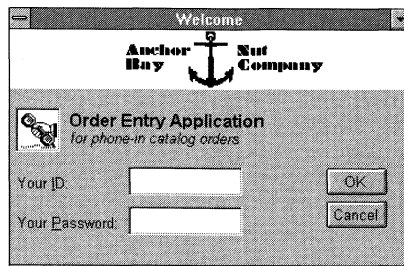 Welcome
Anchor Nut
Bay Company
Order Entry Application
for phone-in catalog orders
Your ID:
OK
Your Password:
Cancel